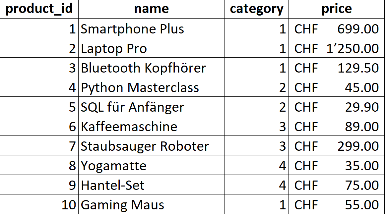 product_id name category price
1 Smartphone Plus 1 CHF 699.00
2 Laptop Pro 1 CHF 1'250.00
3 Bluetooth Kopfhörer 1 CHF 129.50
4 Python Masterclass 2 CHF 45.00
5 SQL für Anfänger 2 CHF 29.90
6 Kaffeemaschine 3 CHF 89.00
7 Staubsauger Roboter 3 CHF 299.00
8 Yogamatte 4 CHF 35.00
9 Hantel-Set 4 CHF 75.00
10 Gaming Maus 1 CHF 55.00